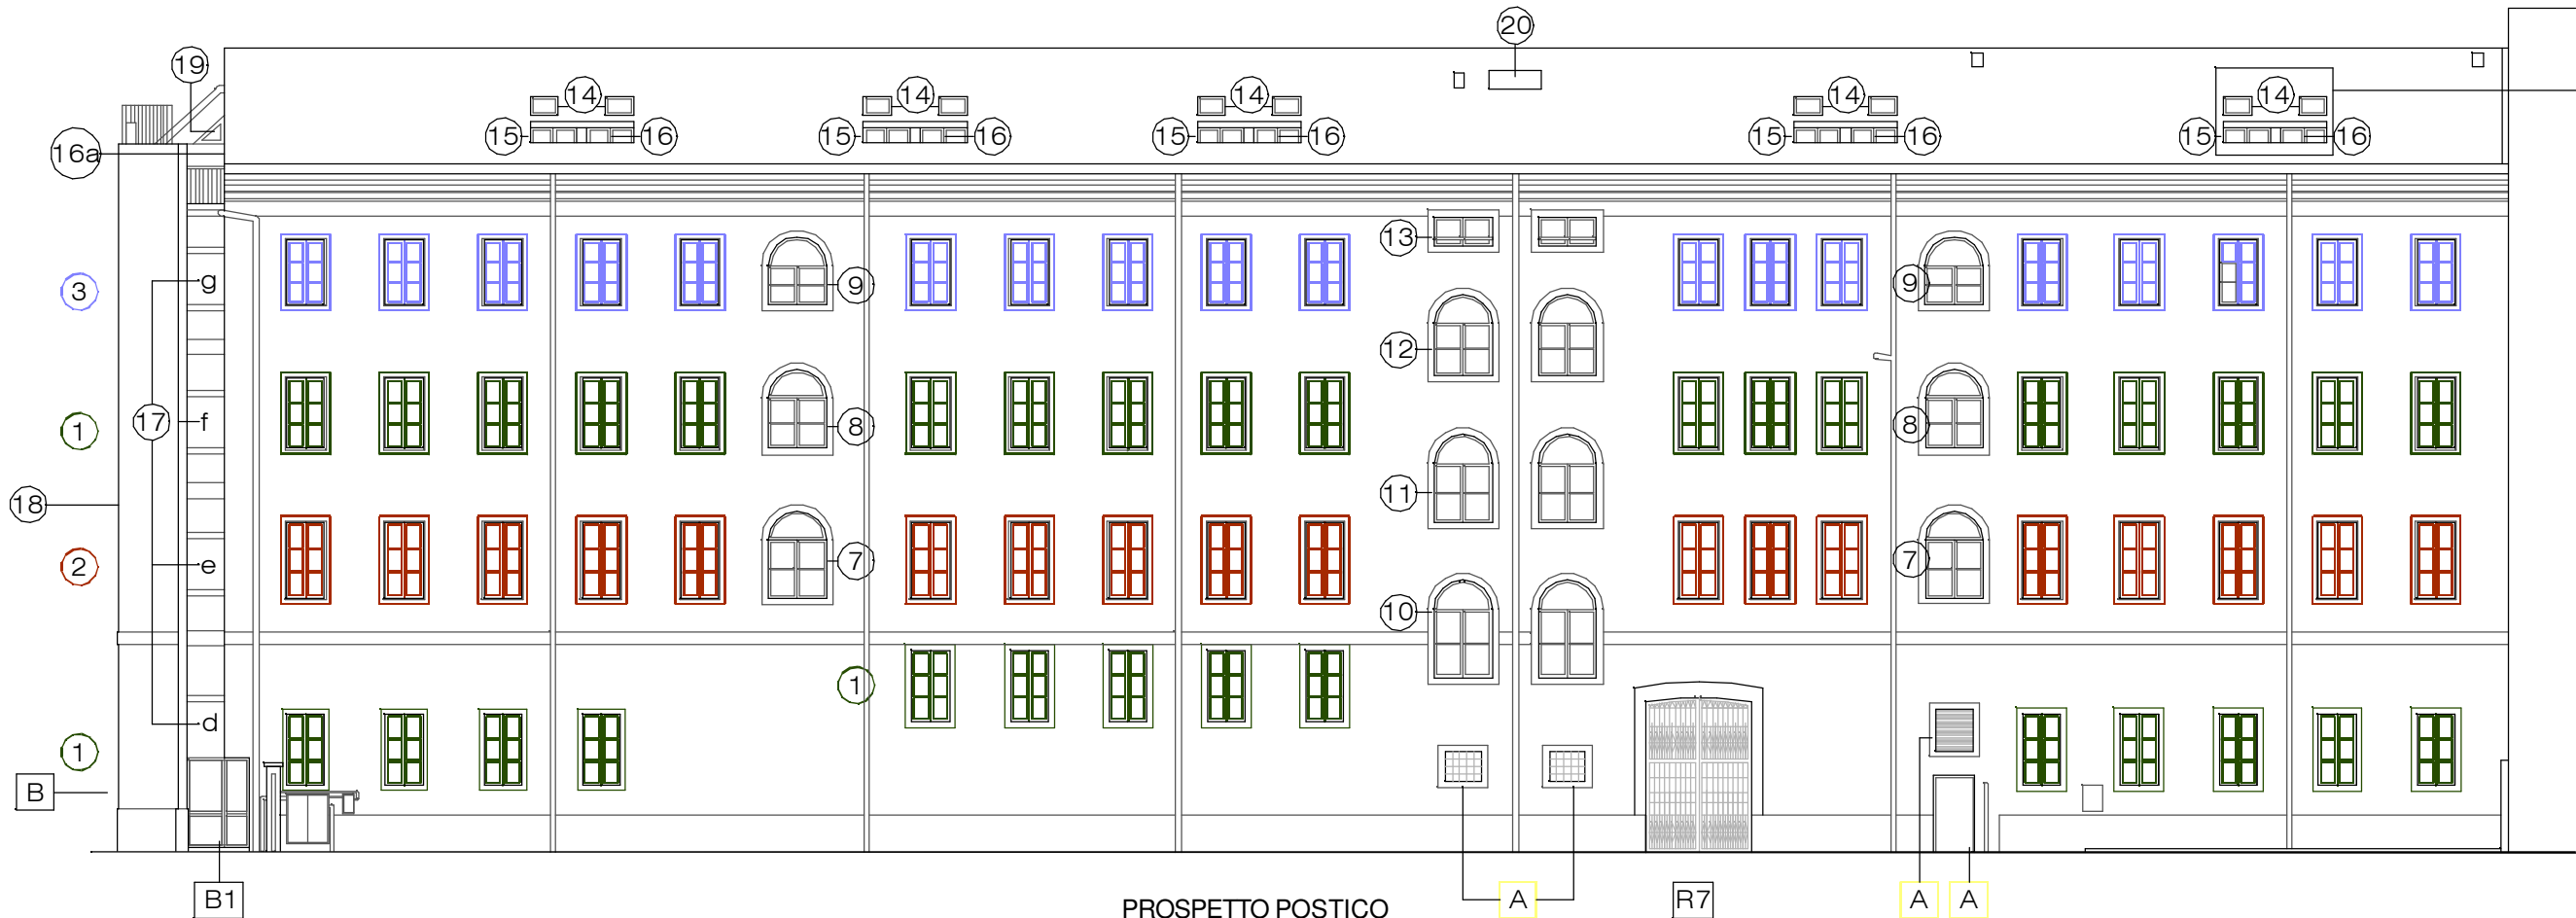 20
19
14 14 14 14 14
15 16 15 16 15 16 15 16 15 16
16a
13
3 g 9 9
12
1 17 f 8 8
18 11
2 e 7 7
10
1
d
1
B
B1 A R7 A A
PROSPETTO POSTICO